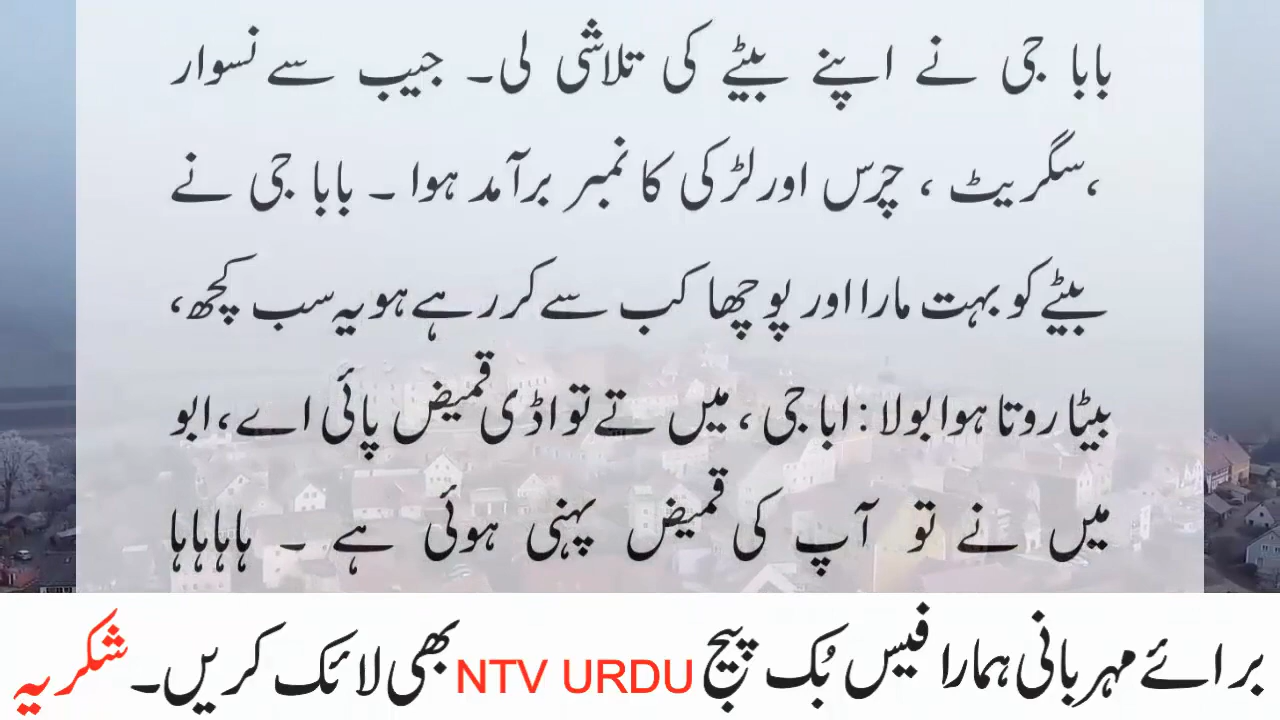 بابا جی نے اپنے بیٹے کی تلاشی لی۔ جیب سے نسوار
،سگریٹ ، چرس اور لڑکی کا نمبر برآمد ہوا ۔ بابا جی نے
بیٹے کو بہت مارا اور پوچھا کب سے کر رہے ہو یہ سب کچھ،
بیٹا روتا ہوا بولا : ابا جی ، میں تے تواڈی قمیض پائی اے ، ابو
میں نے تو آپ کی قمیض پہنی ہوئی ہے ۔ ہاہاہاہا
برائے مہربانی ہمارا فیس بُک پیج NTV URDU بھی لائک کریں۔ شکریہ